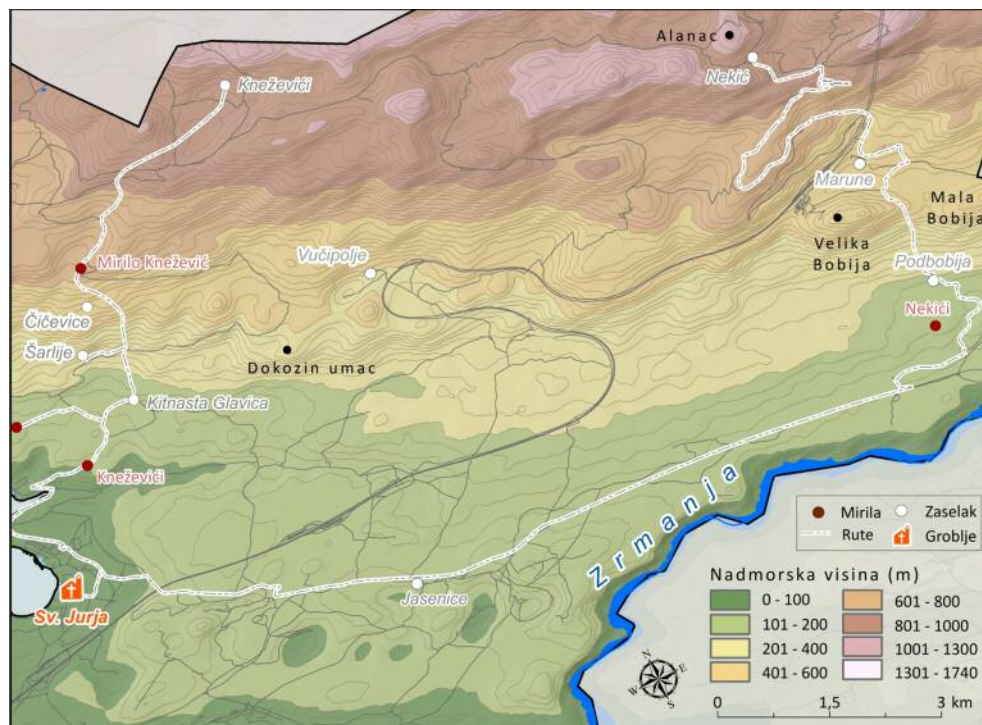 Alanac
Nekić
Kneževići
Marune
Mala
Bobija
Velika
Bobija
Vučipolje
Mirilo Knežević
Podbobija
Čičevice
Nekići
Šarlije
Dokozin umac
Kitnasta Glavica
Kneževići
Zrmanja
Sv. Jurja
Jasenice
Mirila
Zaselak
Rute
Groblje
Nadmorska visina (m)
0 - 100
601 - 800
101 - 200
801 - 1000
201 - 400
1001 - 1300
401 - 600
1301 - 1740
N
E
S
W
0
1,5
3 km